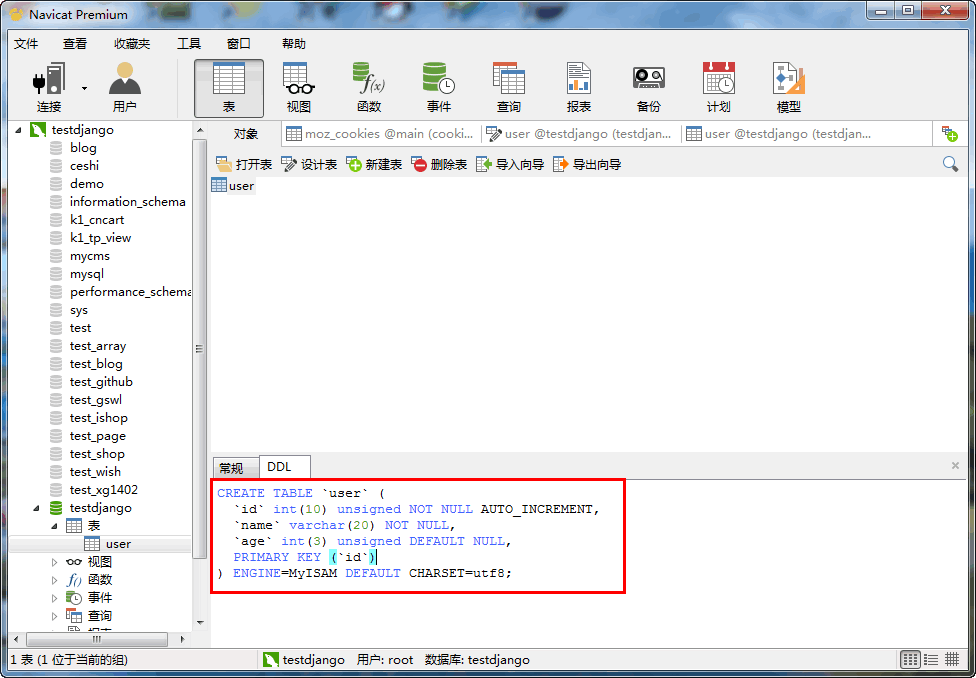 Navicat Premium
文件 查看 收藏夹 工具 窗口 帮助
连接 用户 表 视图 函数 事件 查询 报表 备份 计划 模型
对象 moz_cookies @main (cooki... user @testdjango (testdjan... user @testdjango (testdjan...
打开表 设计表 新建表 删除表 导入向导 导出向导
testdjango
blog
ceshi
demo
information_schema
k1_cncart
k1_tp_view
mycms
mysql
performance_schema
sys
test
test_array
test_blog
test_github
test_gswl
test_ishop
test_page
test_shop
test_wish
test_xg1402
testdjango
表
user
视图
函数
事件
查询
user
常规 DDL
CREATE TABLE `user` (
`id` int(10) unsigned NOT NULL AUTO_INCREMENT,
`name` varchar(20) NOT NULL,
`age` int(3) unsigned DEFAULT NULL,
PRIMARY KEY (`id`)
) ENGINE=MyISAM DEFAULT CHARSET=utf8;
1 表 (1 位于当前的组) testdjango 用户: root 数据库: testdjango